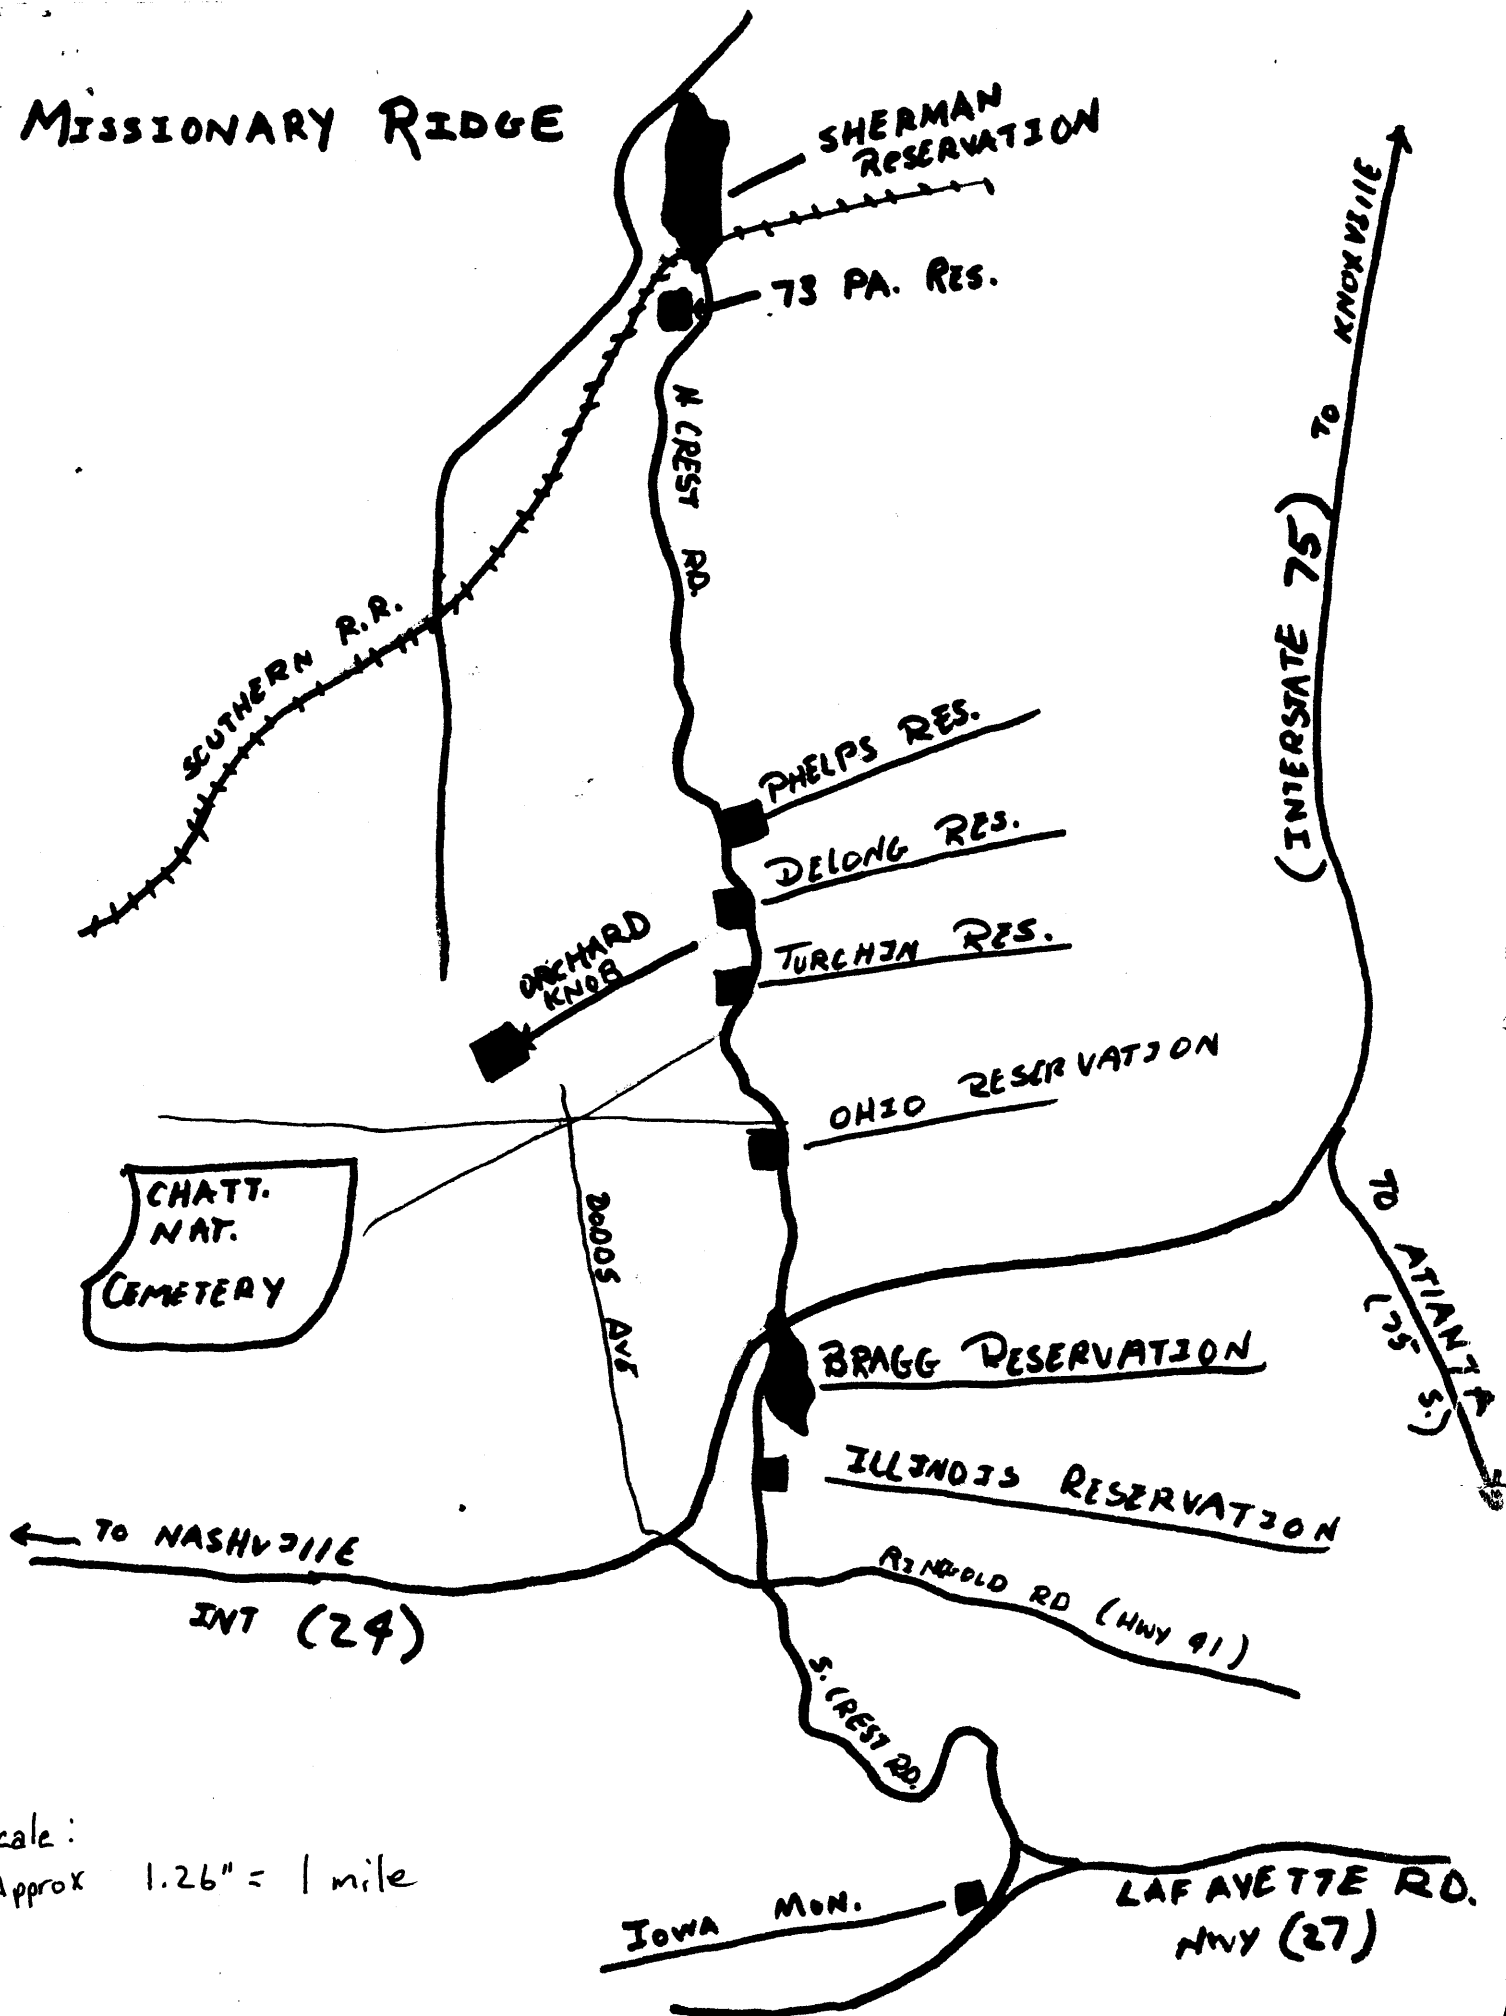 MISSIONARY RIDGE
SHERMAN
RESERVATION
73 PA. RES.
TO KNOXVIllE
N CREST RD.
(INTERSTATE 75)
SOUTHERN R.R.
PHELPS RES.
DELONG RES.
ORCHARD
KNOB
TURCHIN RES.
OHIO RESERVATION
CHATT.
NAT.
CEMETERY
DODDS AVE
TO ATlANTA
(75 S.)
BRAGG RESERVATION
ILLINOIS RESERVATION
TO NASHVIllE
INT (24)
RINGGOLD RD (HWY 41)
S. CREST RD.
cale:
Approx 1.26" = 1 mile
IOWA MON.
LAFAYETTE RD.
HWY (27)